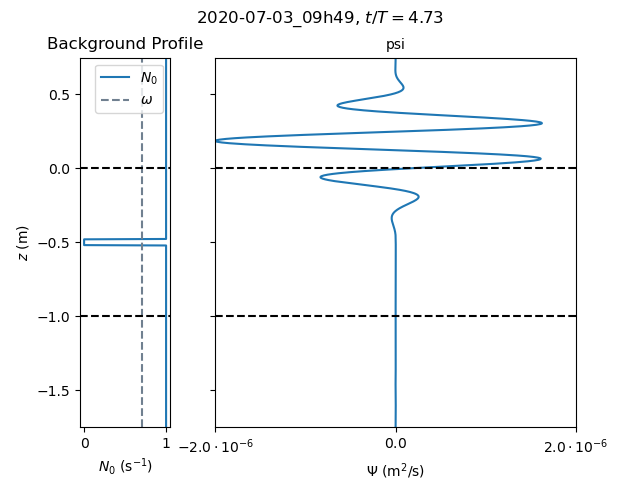 2020-07-03_09h49, t/T = 4.73
Background Profile
psi
N₀
ω
0.5
0.0
−0.5
−1.0
−1.5
z (m)
0
1
N₀ (s⁻¹)
−2.0 · 10⁻⁶
0.0
2.0 · 10⁻⁶
Ψ (m²/s)